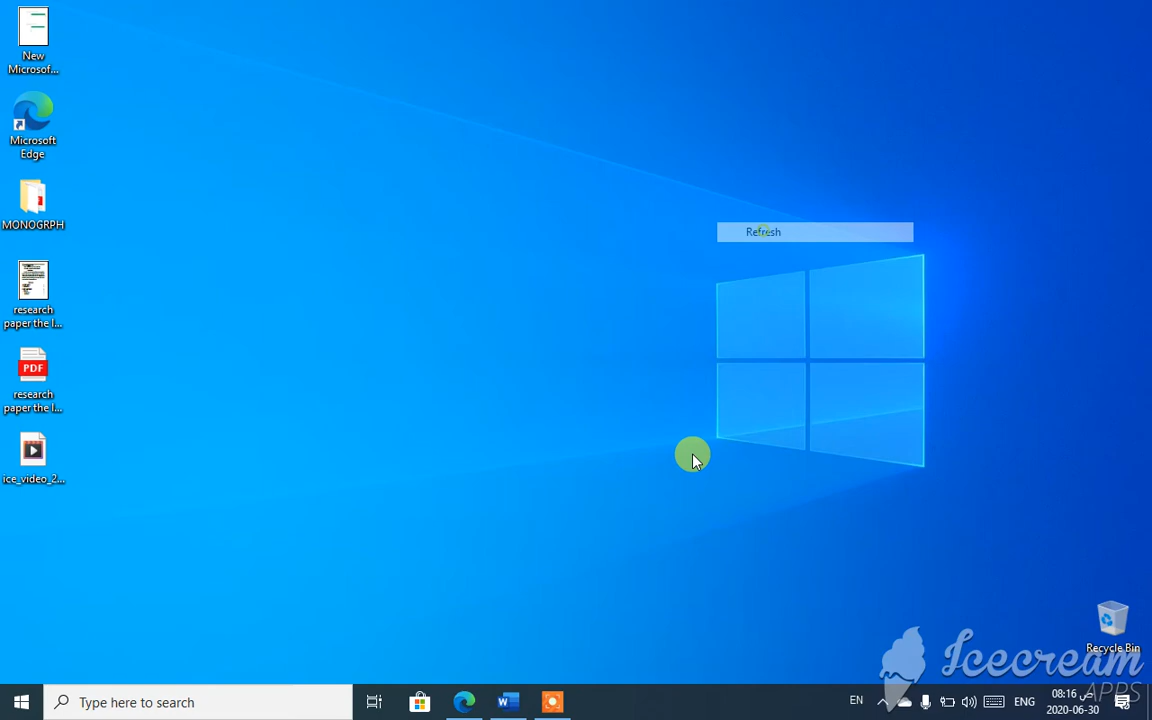 New
Microsof...
Microsoft
Edge
MONOGRPH
research
paper the I...
PDF
research
paper the I...
ice_video_2...
Refresh
Recycle Bin
Icecream
APPS
Type here to search
EN
ENG
08:16 ص
2020-06-30